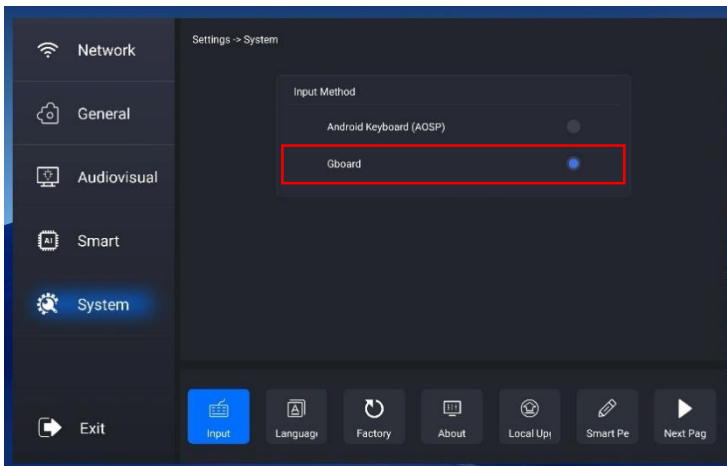 Network
General
Audiovisual
Smart
System
Exit
Settings -> System
Input Method
Android Keyboard (AOSP)
Gboard
Input
Languag
Factory
About
Local Up
Smart Pe
Next Pag